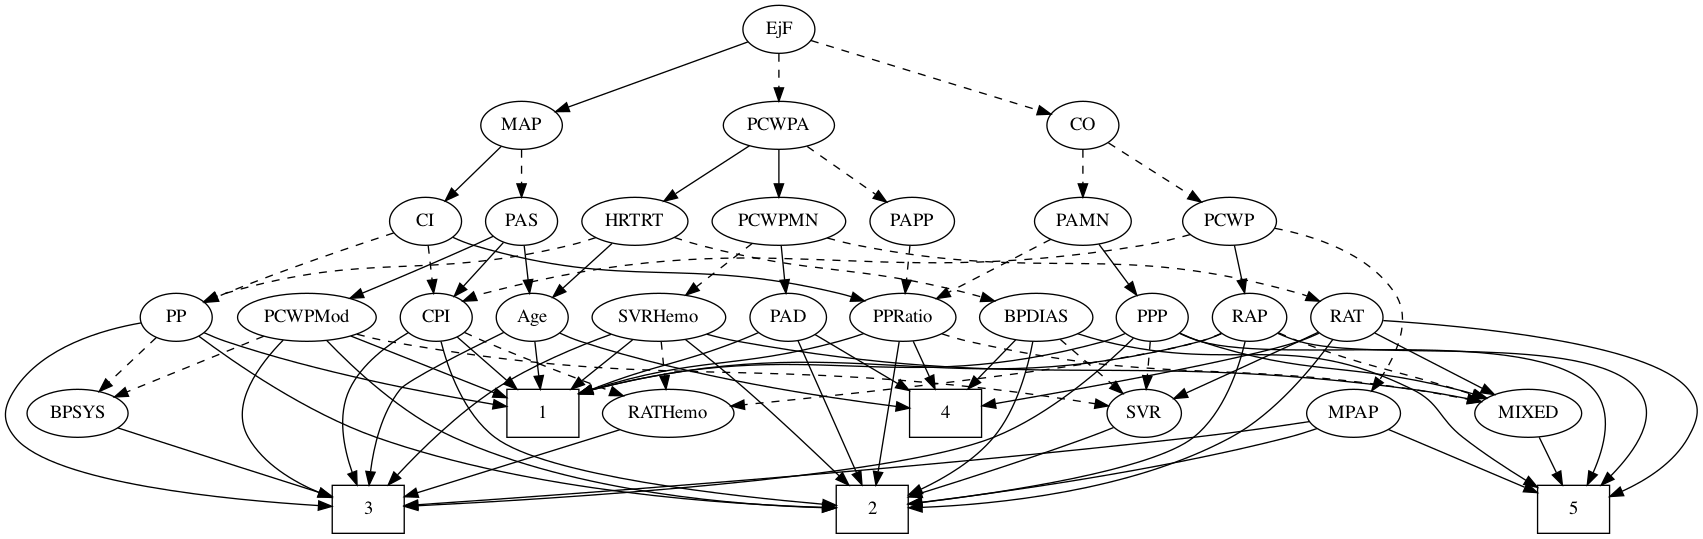 EjF
MAP
PCWPA
CO
CI
PAS
HRTRT
PCWPMN
PAPP
PAMN
PCWP
PP
PCWPMod
CPI
Age
SVRHemo
PAD
PPRatio
BPDIAS
PPP
RAP
RAT
BPSYS
1
RATHemo
4
SVR
MPAP
MIXED
3
2
5